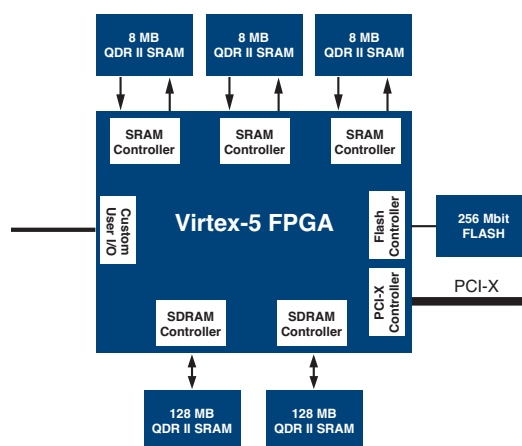 8 MB
QDR II SRAM
8 MB
QDR II SRAM
8 MB
QDR II SRAM
SRAM
Controller
SRAM
Controller
SRAM
Controller
Custom
User I/O
Virtex-5 FPGA
Flash
Controller
256 Mbit
FLASH
PCI-X
Controller
PCI-X
SDRAM
Controller
SDRAM
Controller
128 MB
QDR II SRAM
128 MB
QDR II SRAM